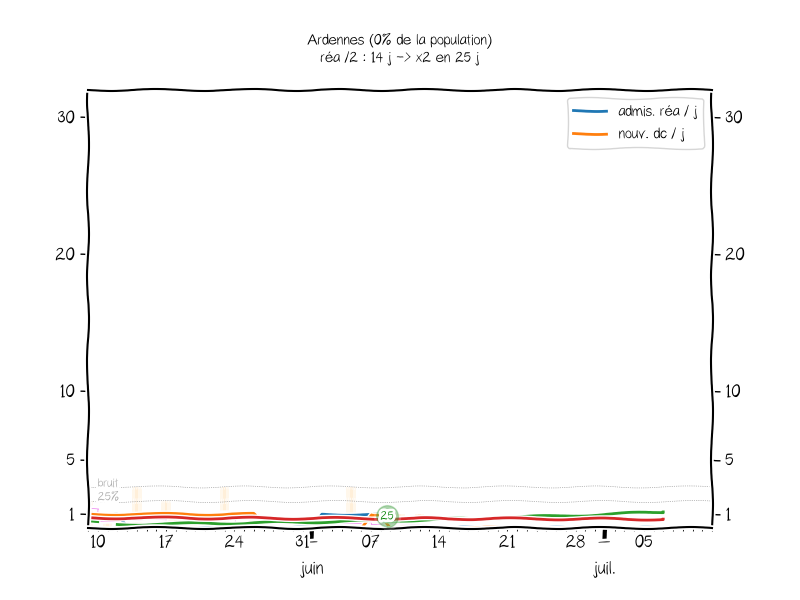 Ardennes (0% de la population)
réa /2 : 14 j -> x2 en 25 j
admis. réa / j
nouv. dc / j
30
30
20
20
10
10
5
5
bruit
25%
1
25
1
10 17 24 31 07 14 21 28 05
juin juil.